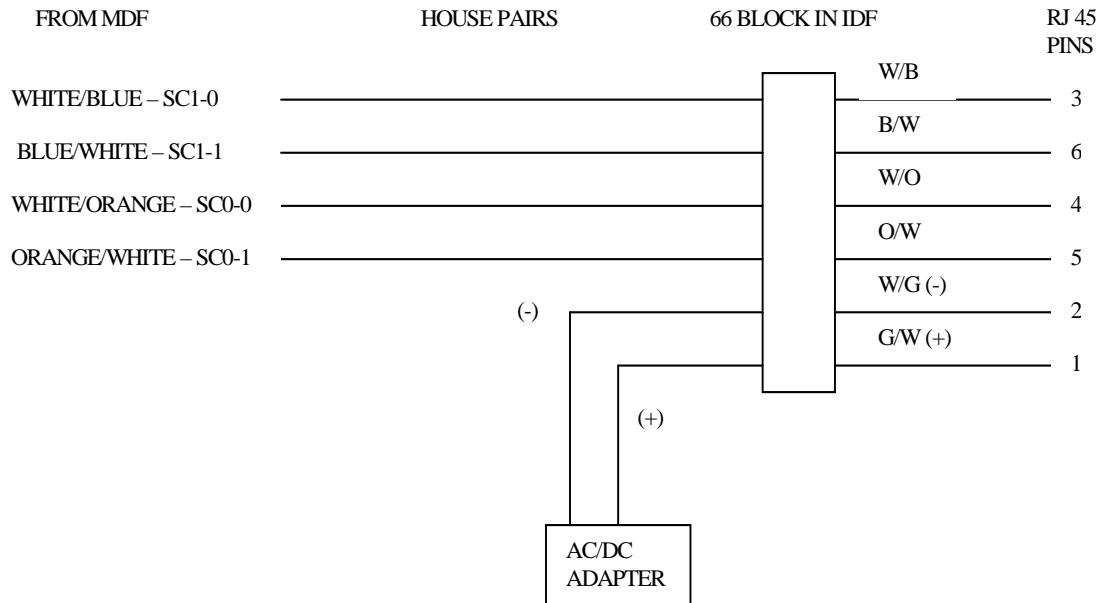 FROM MDF
HOUSE PAIRS
66 BLOCK IN IDF
RJ 45
PINS
W/B
WHITE/BLUE – SC1-0
3
B/W
BLUE/WHITE – SC1-1
6
W/O
WHITE/ORANGE – SC0-0
4
O/W
ORANGE/WHITE – SC0-1
5
W/G (-)
(-)
2
G/W (+)
1
(+)
AC/DC
ADAPTER